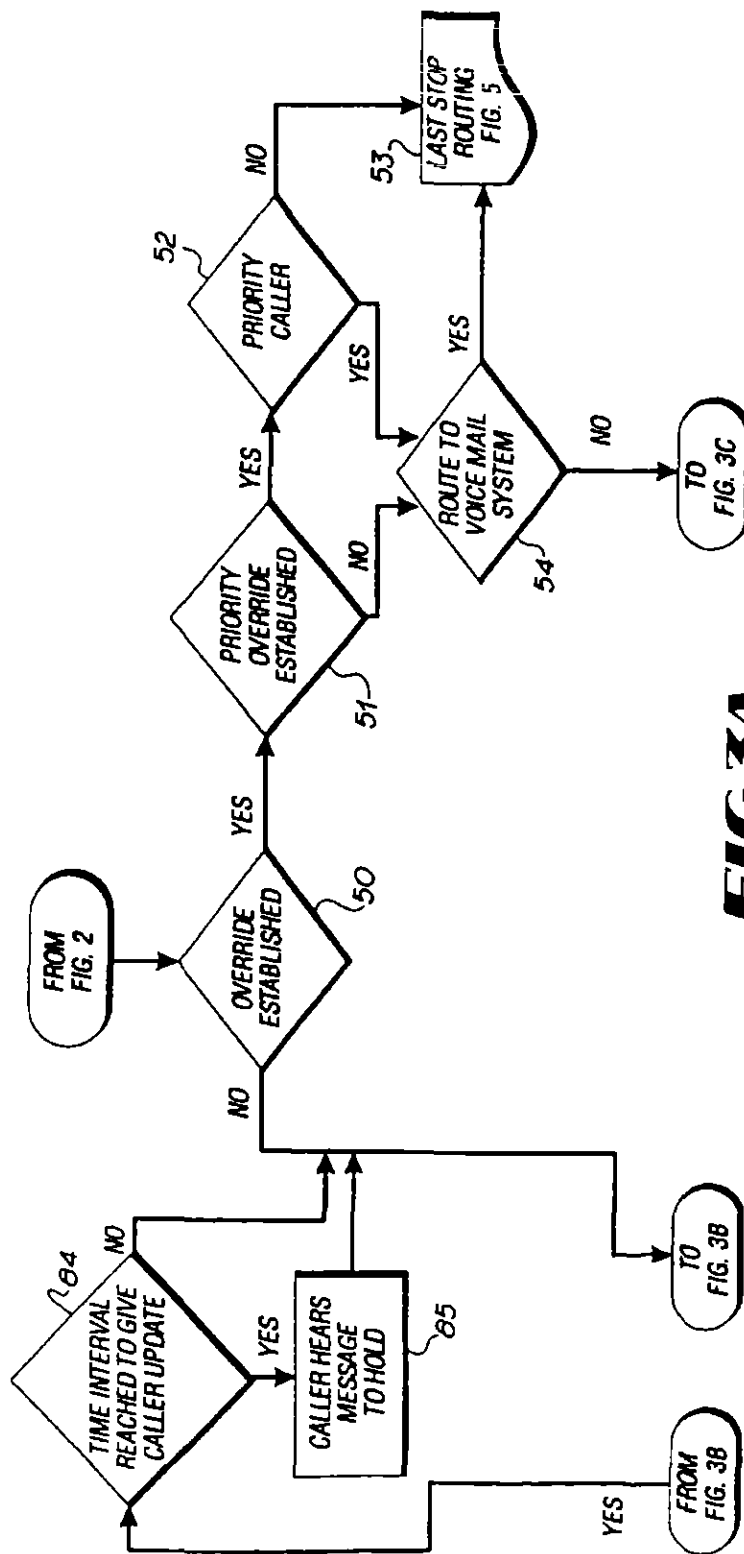 FROM
FIG. 2
OVERRIDE
ESTABLISHED
50
YES
NO
PRIORITY
OVERRIDE
ESTABLISHED
51
YES
NO
PRIORITY
CALLER
52
NO
YES
LAST STOP
ROUTING
FIG. 5
53
ROUTE TO
VOICE MAIL
SYSTEM
54
YES
NO
TO
FIG. 3C
TIME INTERVAL
REACHED TO GIVE
CALLER UPDATE
84
NO
YES
CALLER HEARS
MESSAGE
TO HOLD
85
TO
FIG. 3B
YES
FROM
FIG. 3B
FIG. 3A